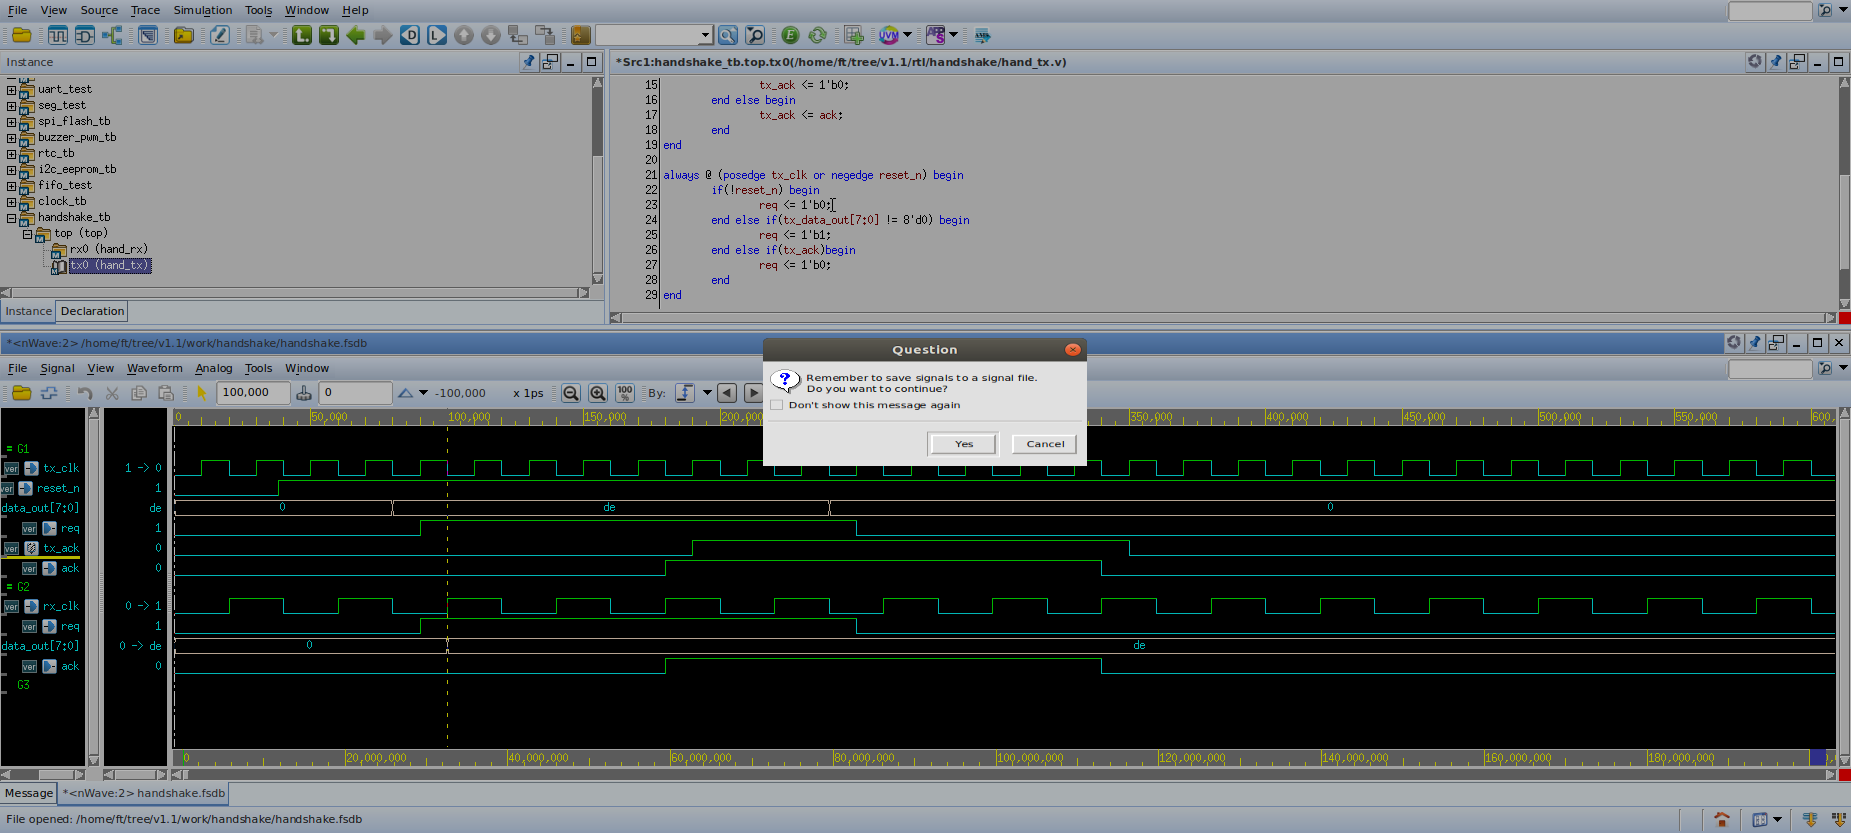 File View Source Trace Simulation Tools Window Help
Instance
uart_test
seg_test
spi_flash_tb
buzzer_pwm_tb
rtc_tb
i2c_eeprom_tb
fifo_test
clock_tb
handshake_tb
top (top)
rx0 (hand_rx)
tx0 (hand_tx)
Instance Declaration
*Src1:handshake_tb.top.tx0(/home/ft/tree/v1.1/rtl/handshake/hand_tx.v)
15 tx_ack <= 1'b0;
16 end else begin
17 tx_ack <= ack;
18 end
19 end
20
21 always @ (posedge tx_clk or negedge reset_n) begin
22 if(!reset_n) begin
23 req <= 1'b0;
24 end else if(tx_data_out[7:0] != 8'd0) begin
25 req <= 1'b1;
26 end else if(tx_ack)begin
27 req <= 1'b0;
28 end
29 end
*<nWave:2> /home/ft/tree/v1.1/work/handshake/handshake.fsdb
File Signal View Waveform Analog Tools Window
100,000 0 -100,000 x 1ps 100% By:
Question
Remember to save signals to a signal file.
Do you want to continue?
Don't show this message again
Yes Cancel
0 50,000 100,000 150,000 200,0 350,000 400,000 450,000 500,000 550,000 600,
= G1
tx_clk 1 -> 0
reset_n 1
data_out[7:0] de 0 de 0
req 1
tx_ack 0
ack 0
= G2
rx_clk 0 -> 1
req 1
data_out[7:0] 0 -> de 0 de
ack 0
G3
0 20,000,000 40,000,000 60,000,000 80,000,000 100,000,000 120,000,000 140,000,000 160,000,000 180,000,000
Message *<nWave:2> handshake.fsdb
File opened: /home/ft/tree/v1.1/work/handshake/handshake.fsdb